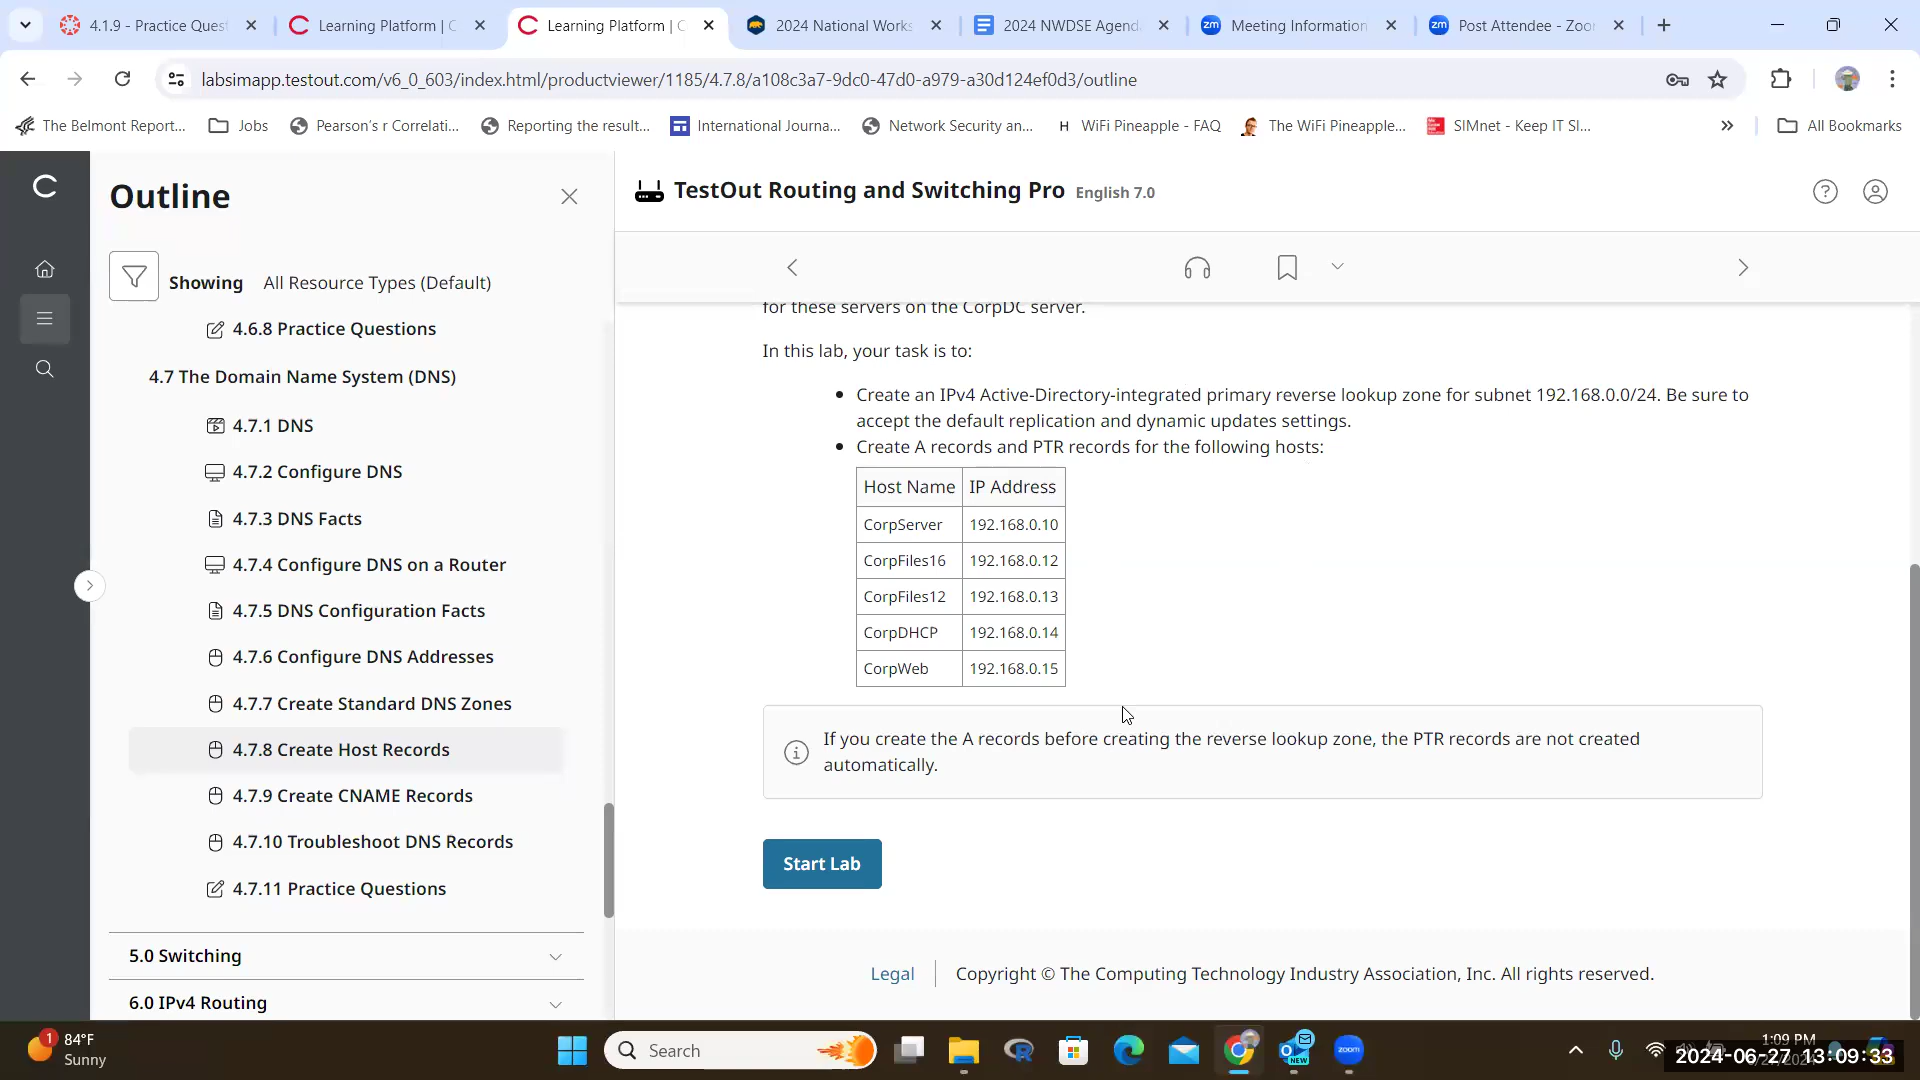 4.1.9 - Practice Quest
Learning Platform | C
Learning Platform | C
2024 National Works
2024 NWDSE Agend
Meeting Information
Post Attendee - Zoo
labsimapp.testout.com/v6_0_603/index.html/productviewer/1185/4.7.8/a108c3a7-9dc0-47d0-a979-a30d124ef0d3/outline
The Belmont Report...
Jobs
Pearson's r Correlati...
Reporting the result...
International Journa...
Network Security an...
WiFi Pineapple - FAQ
The WiFi Pineapple...
SIMnet - Keep IT SI...
All Bookmarks
Outline
Showing All Resource Types (Default)
4.6.8 Practice Questions
4.7 The Domain Name System (DNS)
4.7.1 DNS
4.7.2 Configure DNS
4.7.3 DNS Facts
4.7.4 Configure DNS on a Router
4.7.5 DNS Configuration Facts
4.7.6 Configure DNS Addresses
4.7.7 Create Standard DNS Zones
4.7.8 Create Host Records
4.7.9 Create CNAME Records
4.7.10 Troubleshoot DNS Records
4.7.11 Practice Questions
5.0 Switching
6.0 IPv4 Routing
TestOut Routing and Switching Pro English 7.0
for these servers on the CorpDC server.
In this lab, your task is to:
Create an IPv4 Active-Directory-integrated primary reverse lookup zone for subnet 192.168.0.0/24. Be sure to
accept the default replication and dynamic updates settings.
Create A records and PTR records for the following hosts:
Host Name IP Address
CorpServer 192.168.0.10
CorpFiles16 192.168.0.12
CorpFiles12 192.168.0.13
CorpDHCP 192.168.0.14
CorpWeb 192.168.0.15
If you create the A records before creating the reverse lookup zone, the PTR records are not created
automatically.
Start Lab
Legal
Copyright © The Computing Technology Industry Association, Inc. All rights reserved.
1
84°F
Sunny
Search
NEW
zoom
1:09 PM
2024-06-27 13:09:33